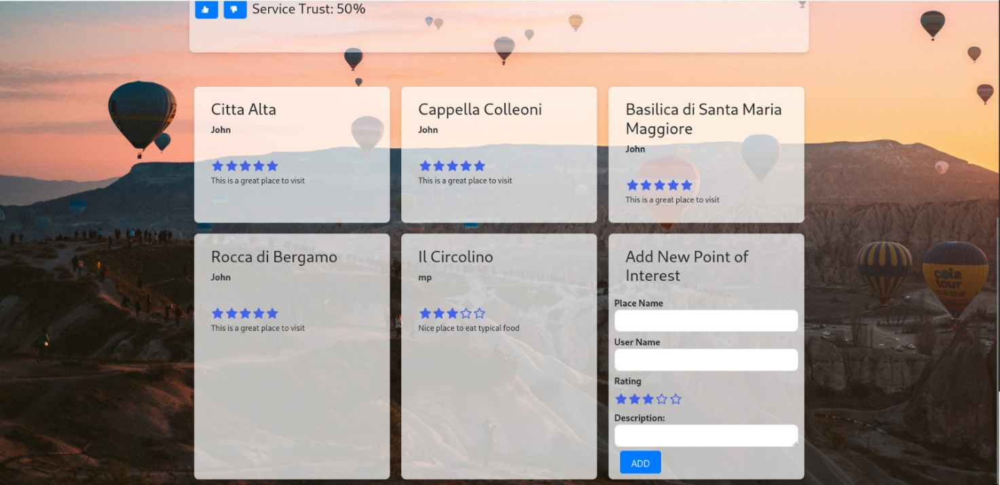 Service Trust: 50%
Citta Alta
John
This is a great place to visit
Cappella Colleoni
John
This is a great place to visit
Basilica di Santa Maria
Maggiore
John
This is a great place to visit
Rocca di Bergamo
John
This is a great place to visit
Il Circolino
mp
Nice place to eat typical food
Add New Point of
Interest
Place Name
User Name
Rating
Description:
ADD
cola
tour